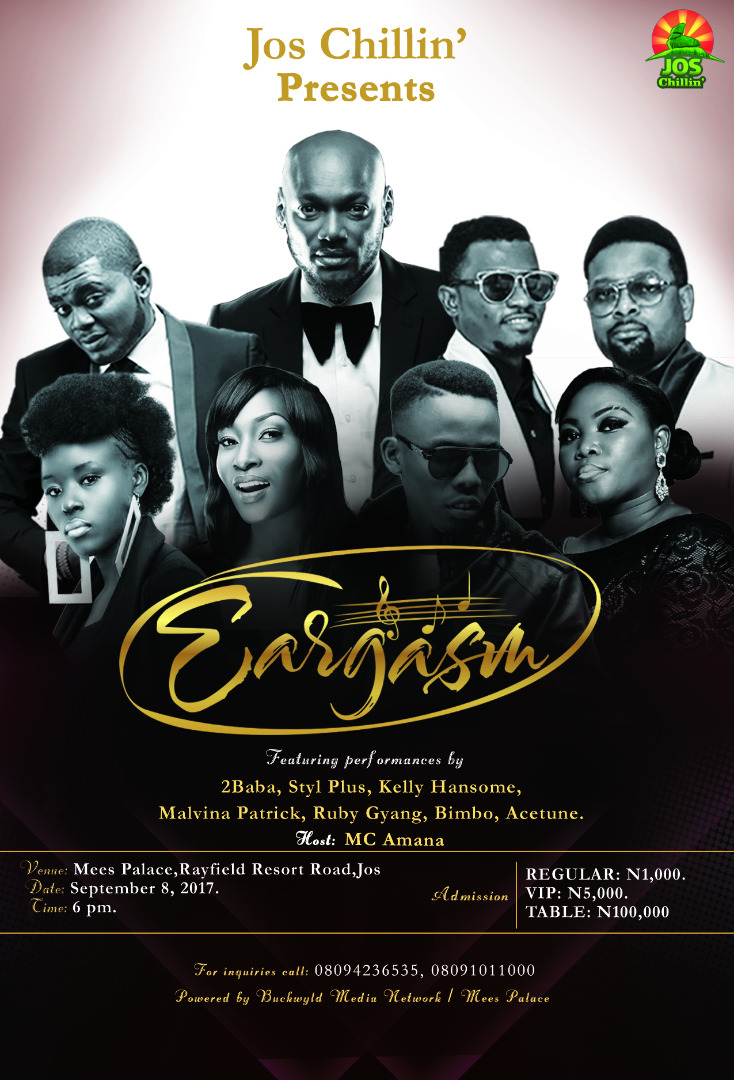 Jos Chillin’
Presents
JOS
Chillin'
Eargasm
Featuring performances by
2Baba, Styl Plus, Kelly Hansome,
Malvina Patrick, Ruby Gyang, Bimbo, Acetune.
Host: MC Amana
Venue: Mees Palace,Rayfield Resort Road,Jos
Date: September 8, 2017.
Time: 6 pm.
Admission
REGULAR: N1,000.
VIP: N5,000.
TABLE: N100,000
For inquiries call: 08094236535, 08091011000
Powered by Buckwyld Media Network / Mees Palace